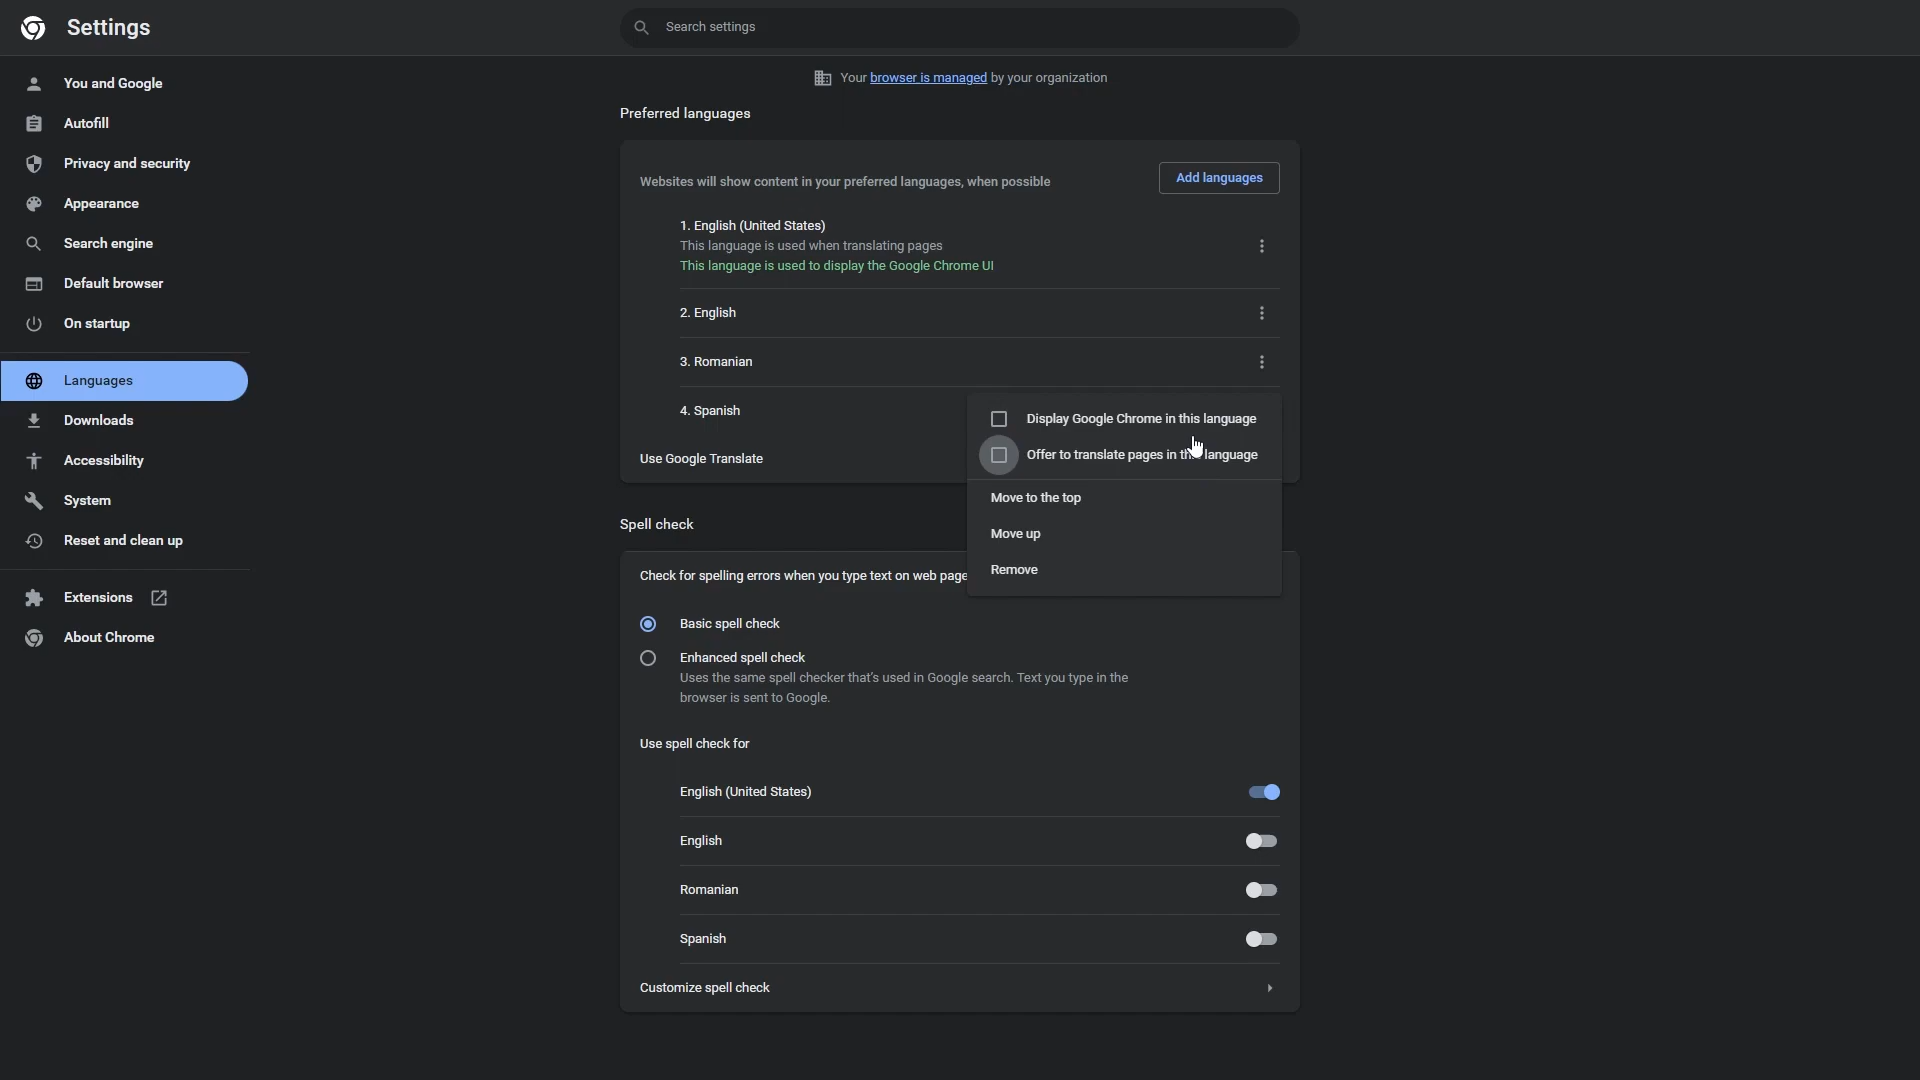 Settings
Search settings
You and Google
Autofill
Privacy and security
Appearance
Search engine
Default browser
On startup
Languages
Downloads
Accessibility
System
Reset and clean up
Extensions
About Chrome
Your browser is managed by your organization
Preferred languages
Websites will show content in your preferred languages, when possible
Add languages
1. English (United States)
This language is used when translating pages
This language is used to display the Google Chrome UI
2. English
3. Romanian
4. Spanish
Use Google Translate
Display Google Chrome in this language
Offer to translate pages in this language
Move to the top
Move up
Remove
Spell check
Check for spelling errors when you type text on web page
Basic spell check
Enhanced spell check
Uses the same spell checker that's used in Google search. Text you type in the
browser is sent to Google.
Use spell check for
English (United States)
English
Romanian
Spanish
Customize spell check